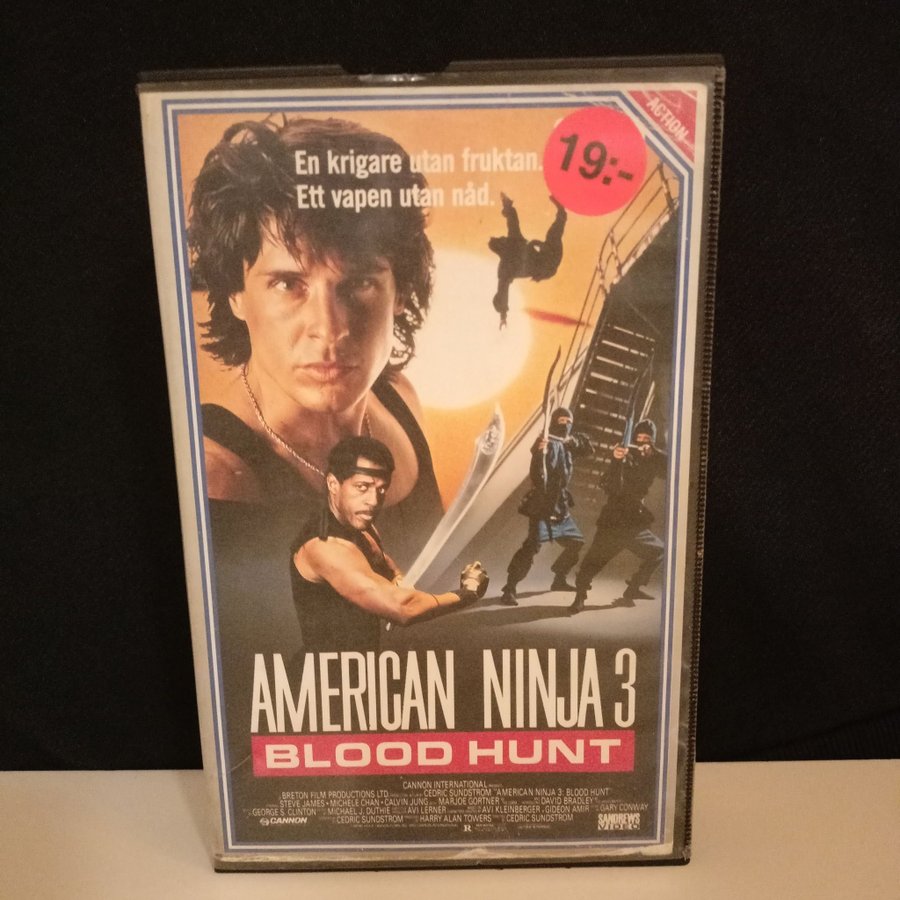 ACTION
19:-
En krigare utan fruktan.
Ett vapen utan nåd.
AMERICAN NINJA 3
BLOOD HUNT
CANNON INTERNATIONAL
BRETON FILM PRODUCTIONS LTD. CEDRIC SUNDSTROM "AMERICAN NINJA 3: BLOOD HUNT"
STEVE JAMES • MICHELE CHAN • CALVIN JUNG MARJOE GORTNER DAVID BRADLEY
GEORGE S. CLINTON MICHAEL J. DUTHIE AVI LERNER AVI KLEINBERGER GIDEON AMIR GARY CONWAY
CANNON CEDRIC SUNDSTROM HARRY ALAN TOWERS CEDRIC SUNDSTROM SANDREWS
VIDEO
R